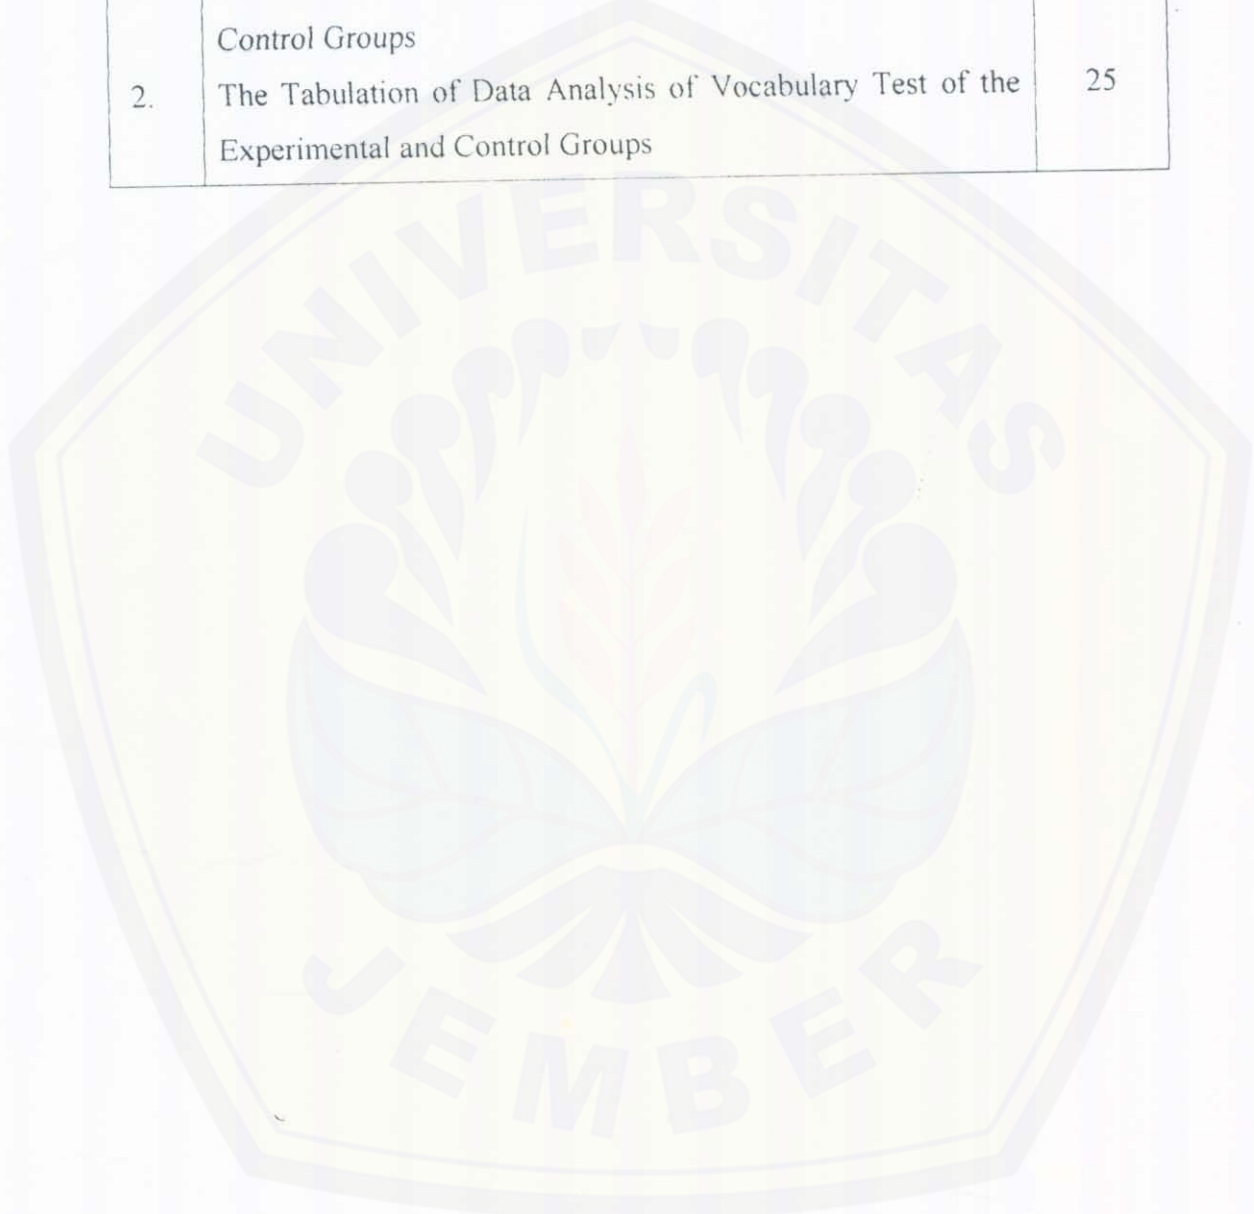 Control Groups
2. The Tabulation of Data Analysis of Vocabulary Test of the 25
Experimental and Control Groups
UNIVERSITAS
JEMBER